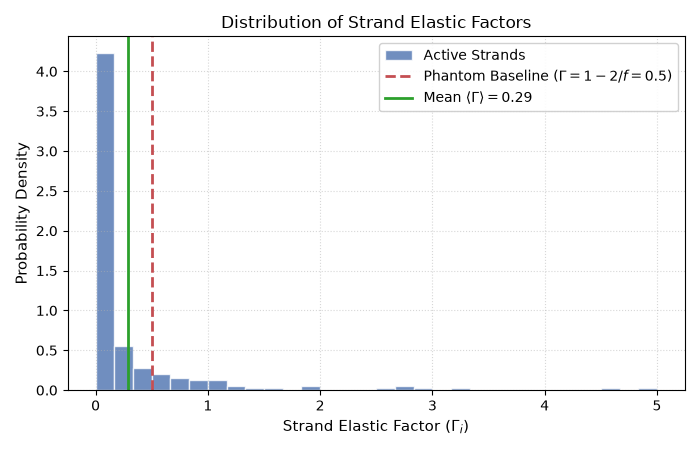 Distribution of Strand Elastic Factors
Active Strands
Phantom Baseline (Γ = 1 − 2/f = 0.5)
Mean ⟨Γ⟩ = 0.29
Probability Density
4.0
3.5
3.0
2.5
2.0
1.5
1.0
0.5
0.0
0 1 2 3 4 5
Strand Elastic Factor (Γᵢ)